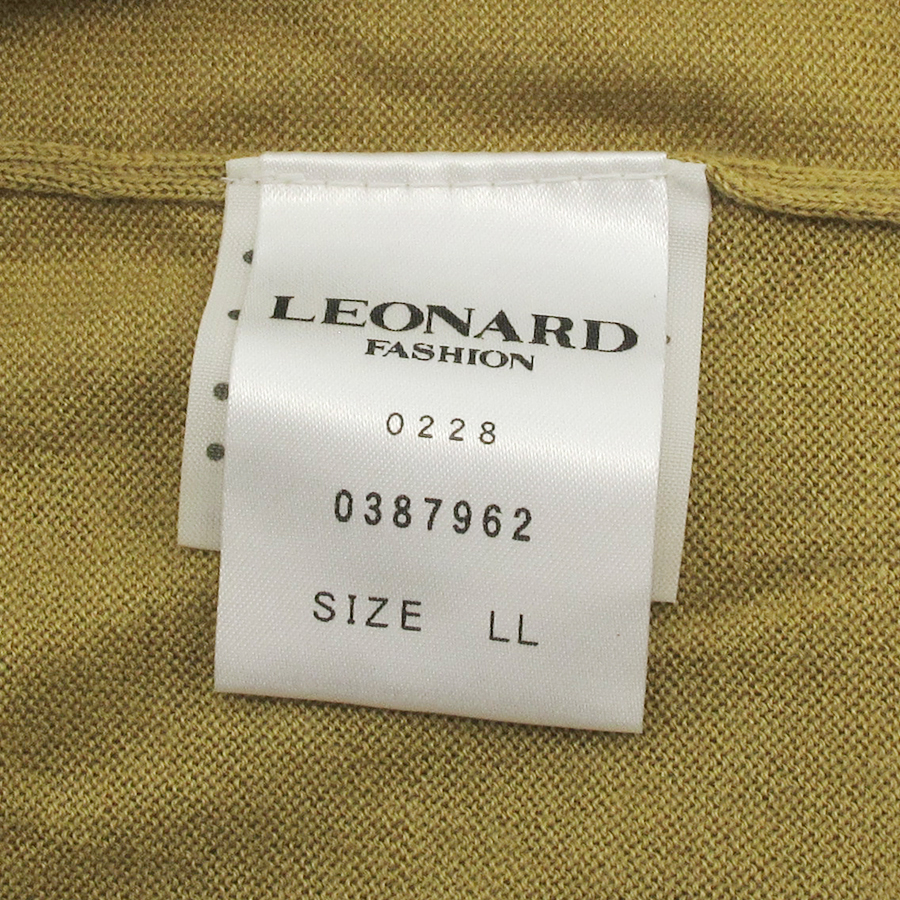 LEONARD
FASHION
0228
0387962
SIZE LL